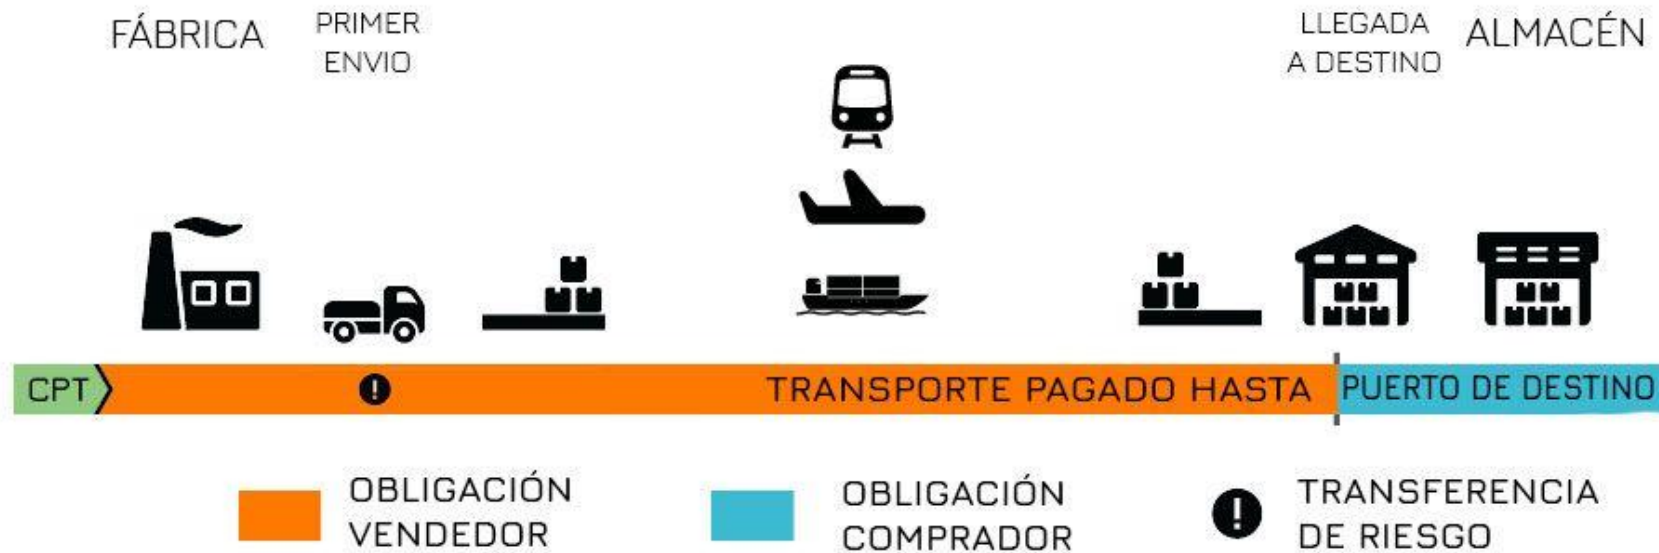 FÁBRICA
PRIMER
ENVIO
LLEGADA
A DESTINO
ALMACÉN
CPT
!
TRANSPORTE PAGADO HASTA
PUERTO DE DESTINO
OBLIGACIÓN
VENDEDOR
OBLIGACIÓN
COMPRADOR
!
TRANSFERENCIA
DE RIESGO